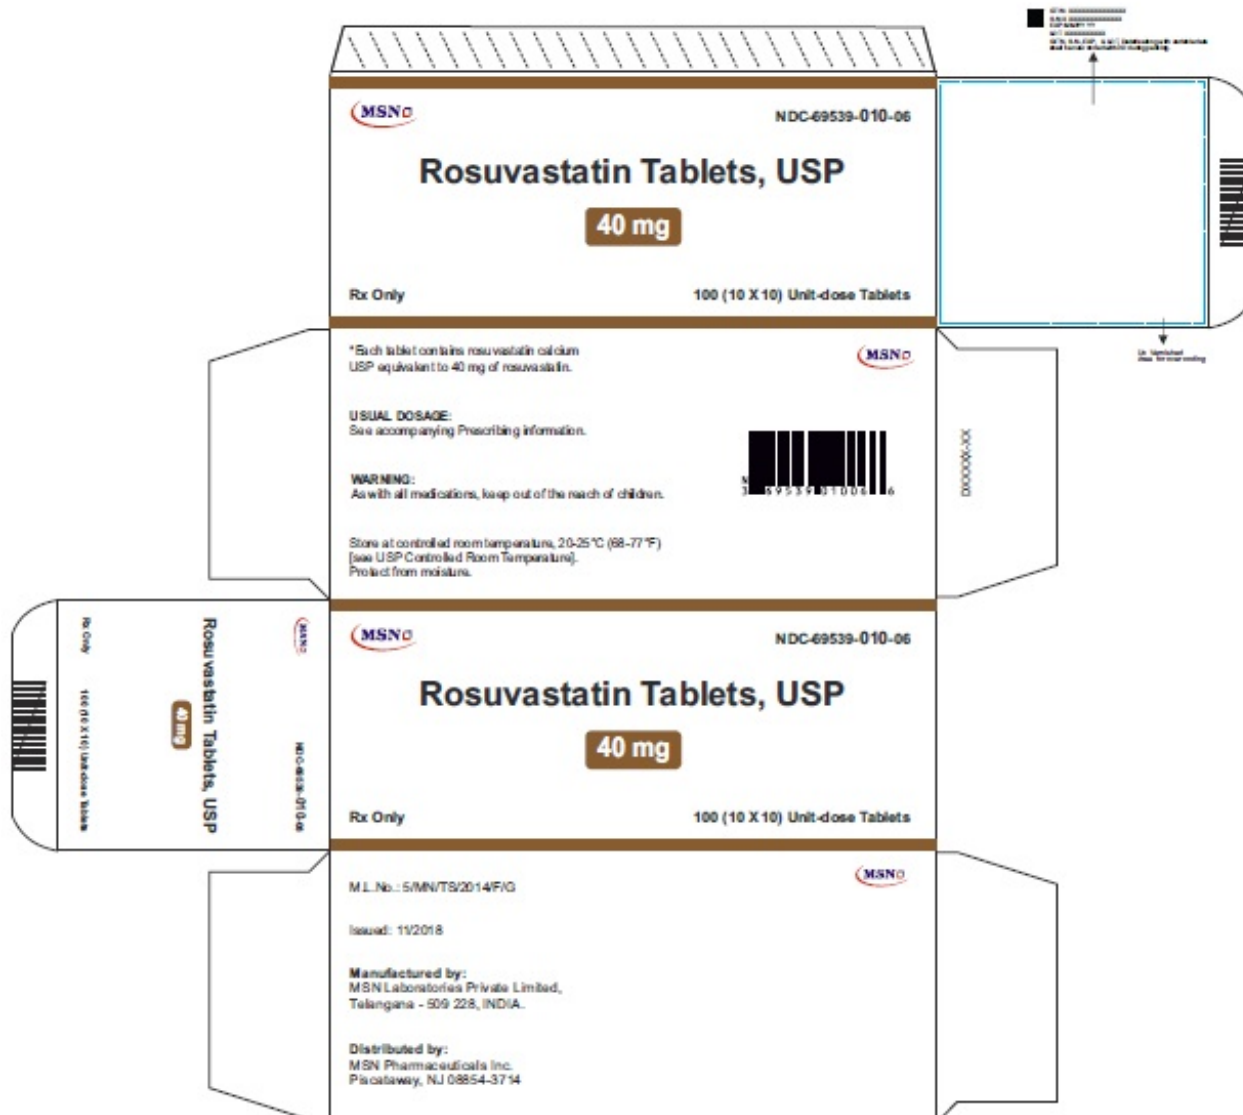 MSN
NDC-69539-010-06
Rosuvastatin Tablets, USP
40 mg
Rx Only
100 (10 X 10) Unit-dose Tablets
*Each tablet contains rosuvastatin calcium
USP equivalent to 40 mg of rosuvastatin.
MSN
USUAL DOSAGE:
See accompanying Prescribing information.
WARNING:
As with all medications, keep out of the reach of children.
N
3 69539 01006 6
XX-XXXXX
Store at controlled room temperature, 20-25°C (68-77°F)
[see USP Controlled Room Temperature].
Protect from moisture.
MSN
NDC-69539-010-06
Rosuvastatin Tablets, USP
40 mg
Rx Only
100 (10 X 10) Unit-dose Tablets
MSN
NDC-69539-010-06
Rosuvastatin Tablets, USP
40 mg
Rx Only
100 (10 X 10) Unit-dose Tablets
M.L.No.: 5/MN/TS/2014/F/G
MSN
Issued: 11/2018
Manufactured by:
MSN Laboratories Private Limited,
Telangana - 509 228, INDIA.
Distributed by:
MSN Pharmaceuticals Inc.
Piscataway, NJ 08854-3714